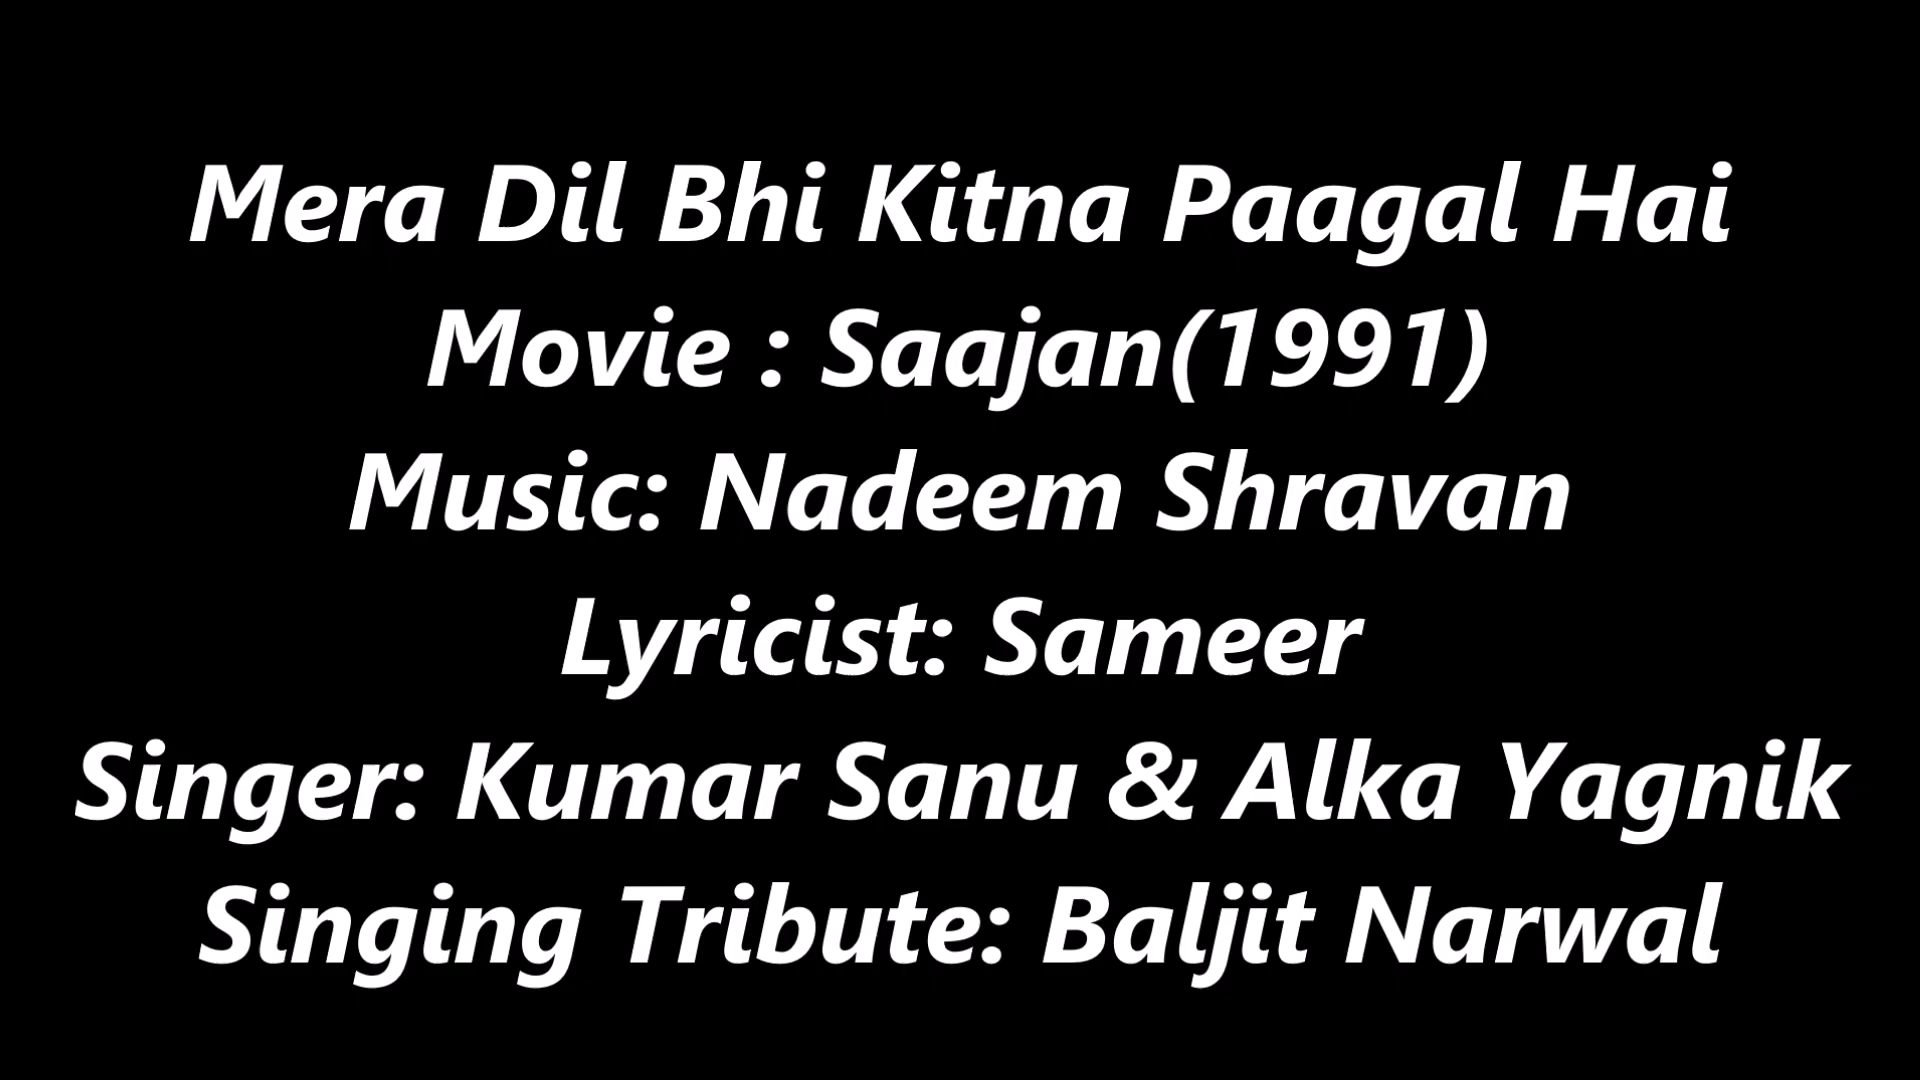 Mera Dil Bhi Kitna Paagal Hai
Movie : Saajan(1991)
Music: Nadeem Shravan
Lyricist: Sameer
Singer: Kumar Sanu & Alka Yagnik
Singing Tribute: Baljit Narwal